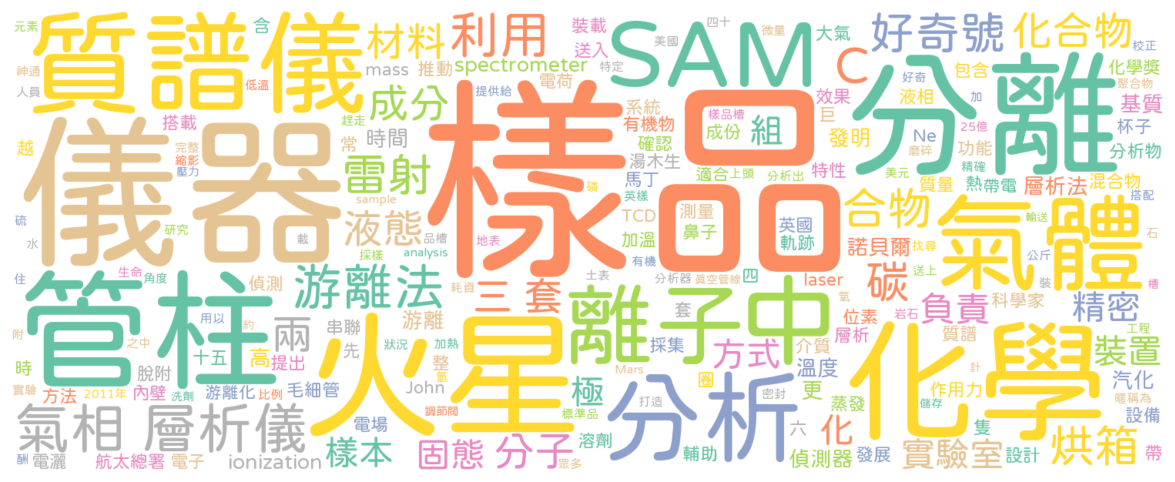 元素
質譜儀
含
材料
利用
裝載
四十
美國
微量
大氣
好奇號
化合物
校正
神通
人員
低溫
mass
推動
spectrometer
送入
特定
SAM
C
好奇
包含
化學獎
聚合物
搭載
成分
提供給
電荷
樣品
效果
巨
液相
加
分離
基質
越
完整
縮影
壓力
儀器
常
時間
趕走
系統
有機物
確認
樣品槽
成份
組
發明
Ne
磨碎
25億
功能
杯子
分析物
雷射
湯木生
馬丁
適合
上頭
分析出
特性
美元
精確
質量
熱帶電
層析法
混合物
搭配
硫
水
研究
sample
載
液態
品槽
採樣
analysis
磷
英樣
地表
TCD
加溫
測量
鼻子
英國
軌跡
合物
諾貝爾
找尋
氣體
輸送
石
住
生命
角度
偵測
游離法
耗資
三套
有機
土表
分析器
真空管線
四
laser
碳
送上
公斤
裝
槽
管柱
附
用以
約
之中
兩
串聯
游離
先
狀況
加熱
火星
離子中
套
氧
位素
岩石
負責
科學家
精密
時
十五
高
提出
整
氫
極
採集
Mars
方式
層析
介質
質譜
化學
工程
裝置
實驗
方法
2011年
洗劑
內壁
脫附
比例
游離化
毛細管
John
調節閥
標準品
分析
打造
圈
密封
溫度
更
蒸發
作用力
針
儲存
汽化
暱稱為
設備
氣相
層析儀
電場
樣本
固態
分子
溶劑
眾多
輔助
六
化
偵測器
發展
實驗室
隻
設計
烘箱
帶
酬
電灑
航太總署
電子
ionization